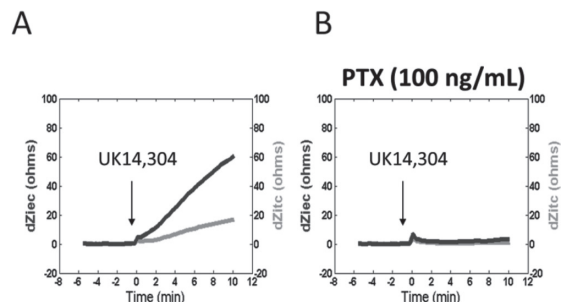 A
B
PTX (100 ng/mL)
100 100
80 80
60 60
40 40
20 20
0 0
-20 -20
-8 -6 -4 -2 0 2 4 6 8 10 12
UK14,304
dZiec (ohms)
dZitc (ohms)
Time (min)
100 100
80 80
60 60
40 40
20 20
0 0
-20 -20
-8 -6 -4 -2 0 2 4 6 8 10 12
UK14,304
dZiec (ohms)
dZitc (ohms)
Time (min)